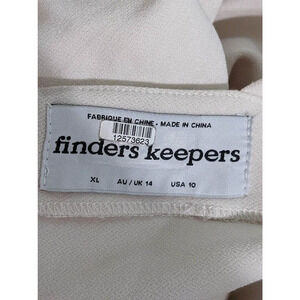 FABRIQUE EN CHINE - MADE IN CHINA
12573623
finders keepers
XL AU / UK 14 USA 10